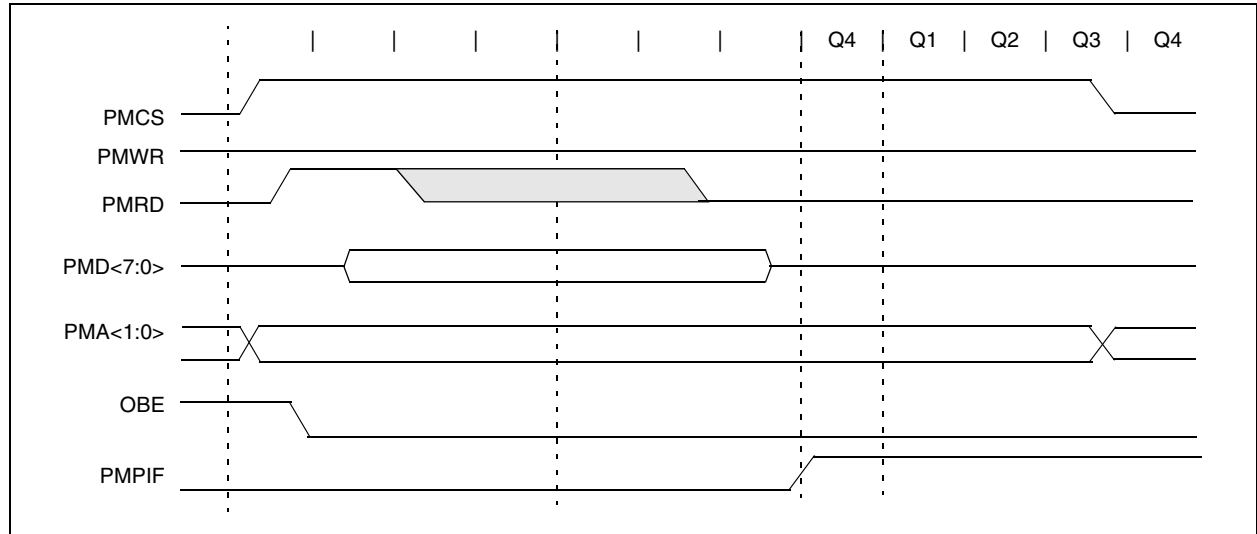 | | | | | | | Q4 | Q1 | Q2 | Q3 | Q4
PMCS
PMWR
PMRD
PMD<7:0>
PMA<1:0>
OBE
PMPIF